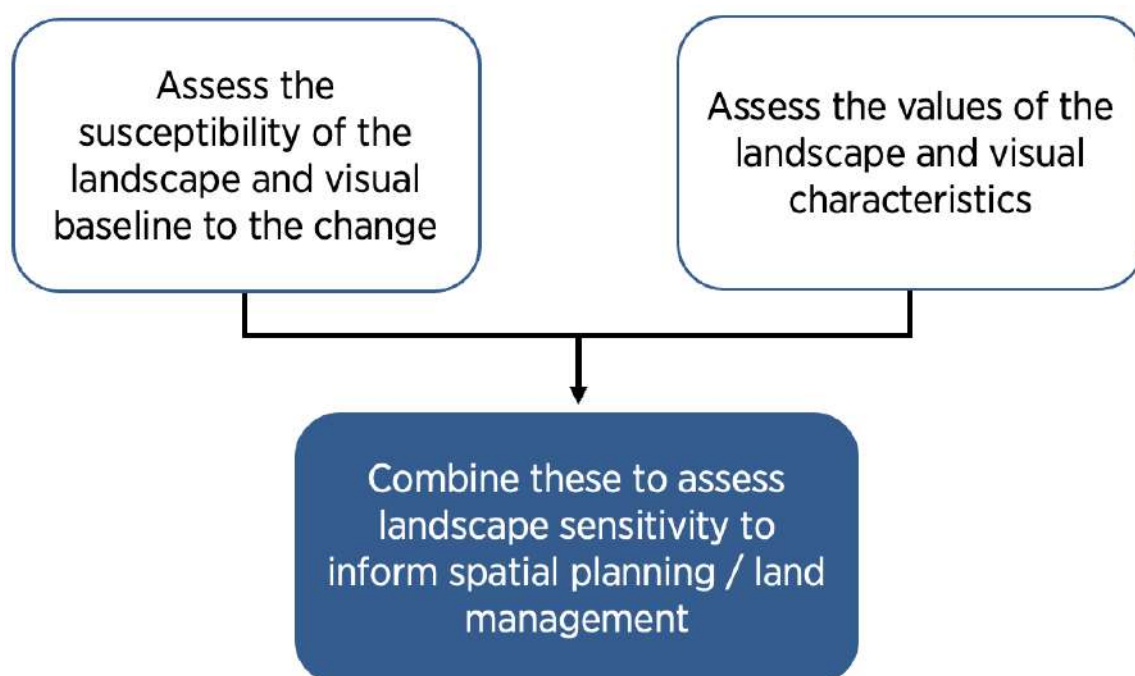 Assess the
susceptibility of the
landscape and visual
baseline to the change
Assess the values of the
landscape and visual
characteristics
Combine these to assess
landscape sensitivity to
inform spatial planning / land
management